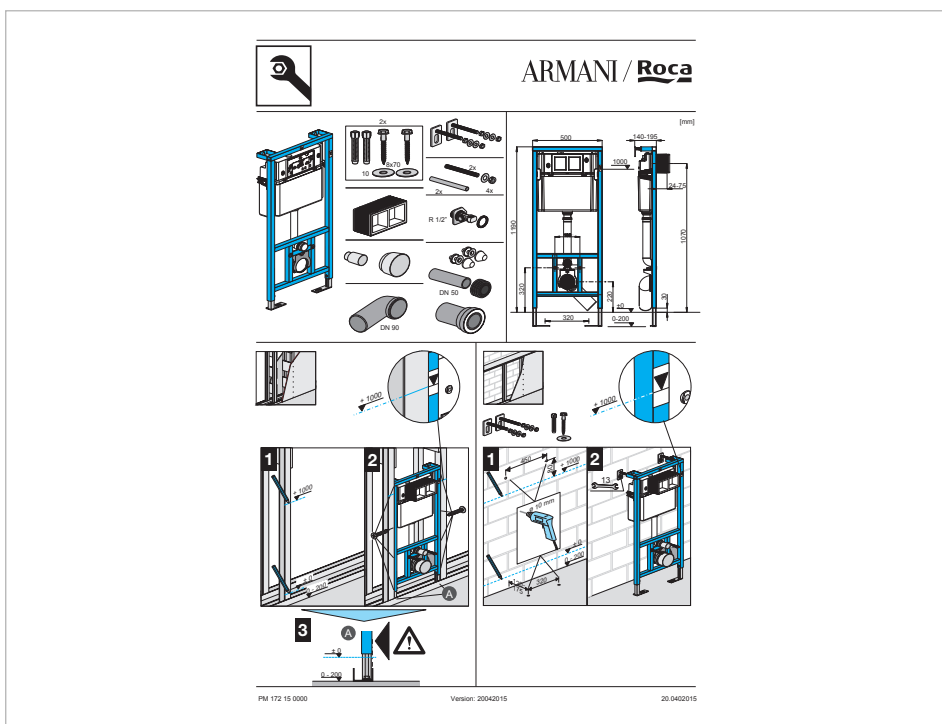 ARMANI / Roca
[mm]
2x
8x70
10
2x
2x
4x
R 1/2"
DN 50
DN 90
500
140-195
1000
24-75
1190
1070
320
220
30
±0
320
0-200
+ 1000
+ 1000
1
+ 1000
± 0
0 - 200
2
A
1
450
50
+ 1000
ø 10 mm
± 0
- 200
175
320
2
13
3
A
± 0
0 - 200
PM 172 15 0000
Version: 20042015
20.0402015